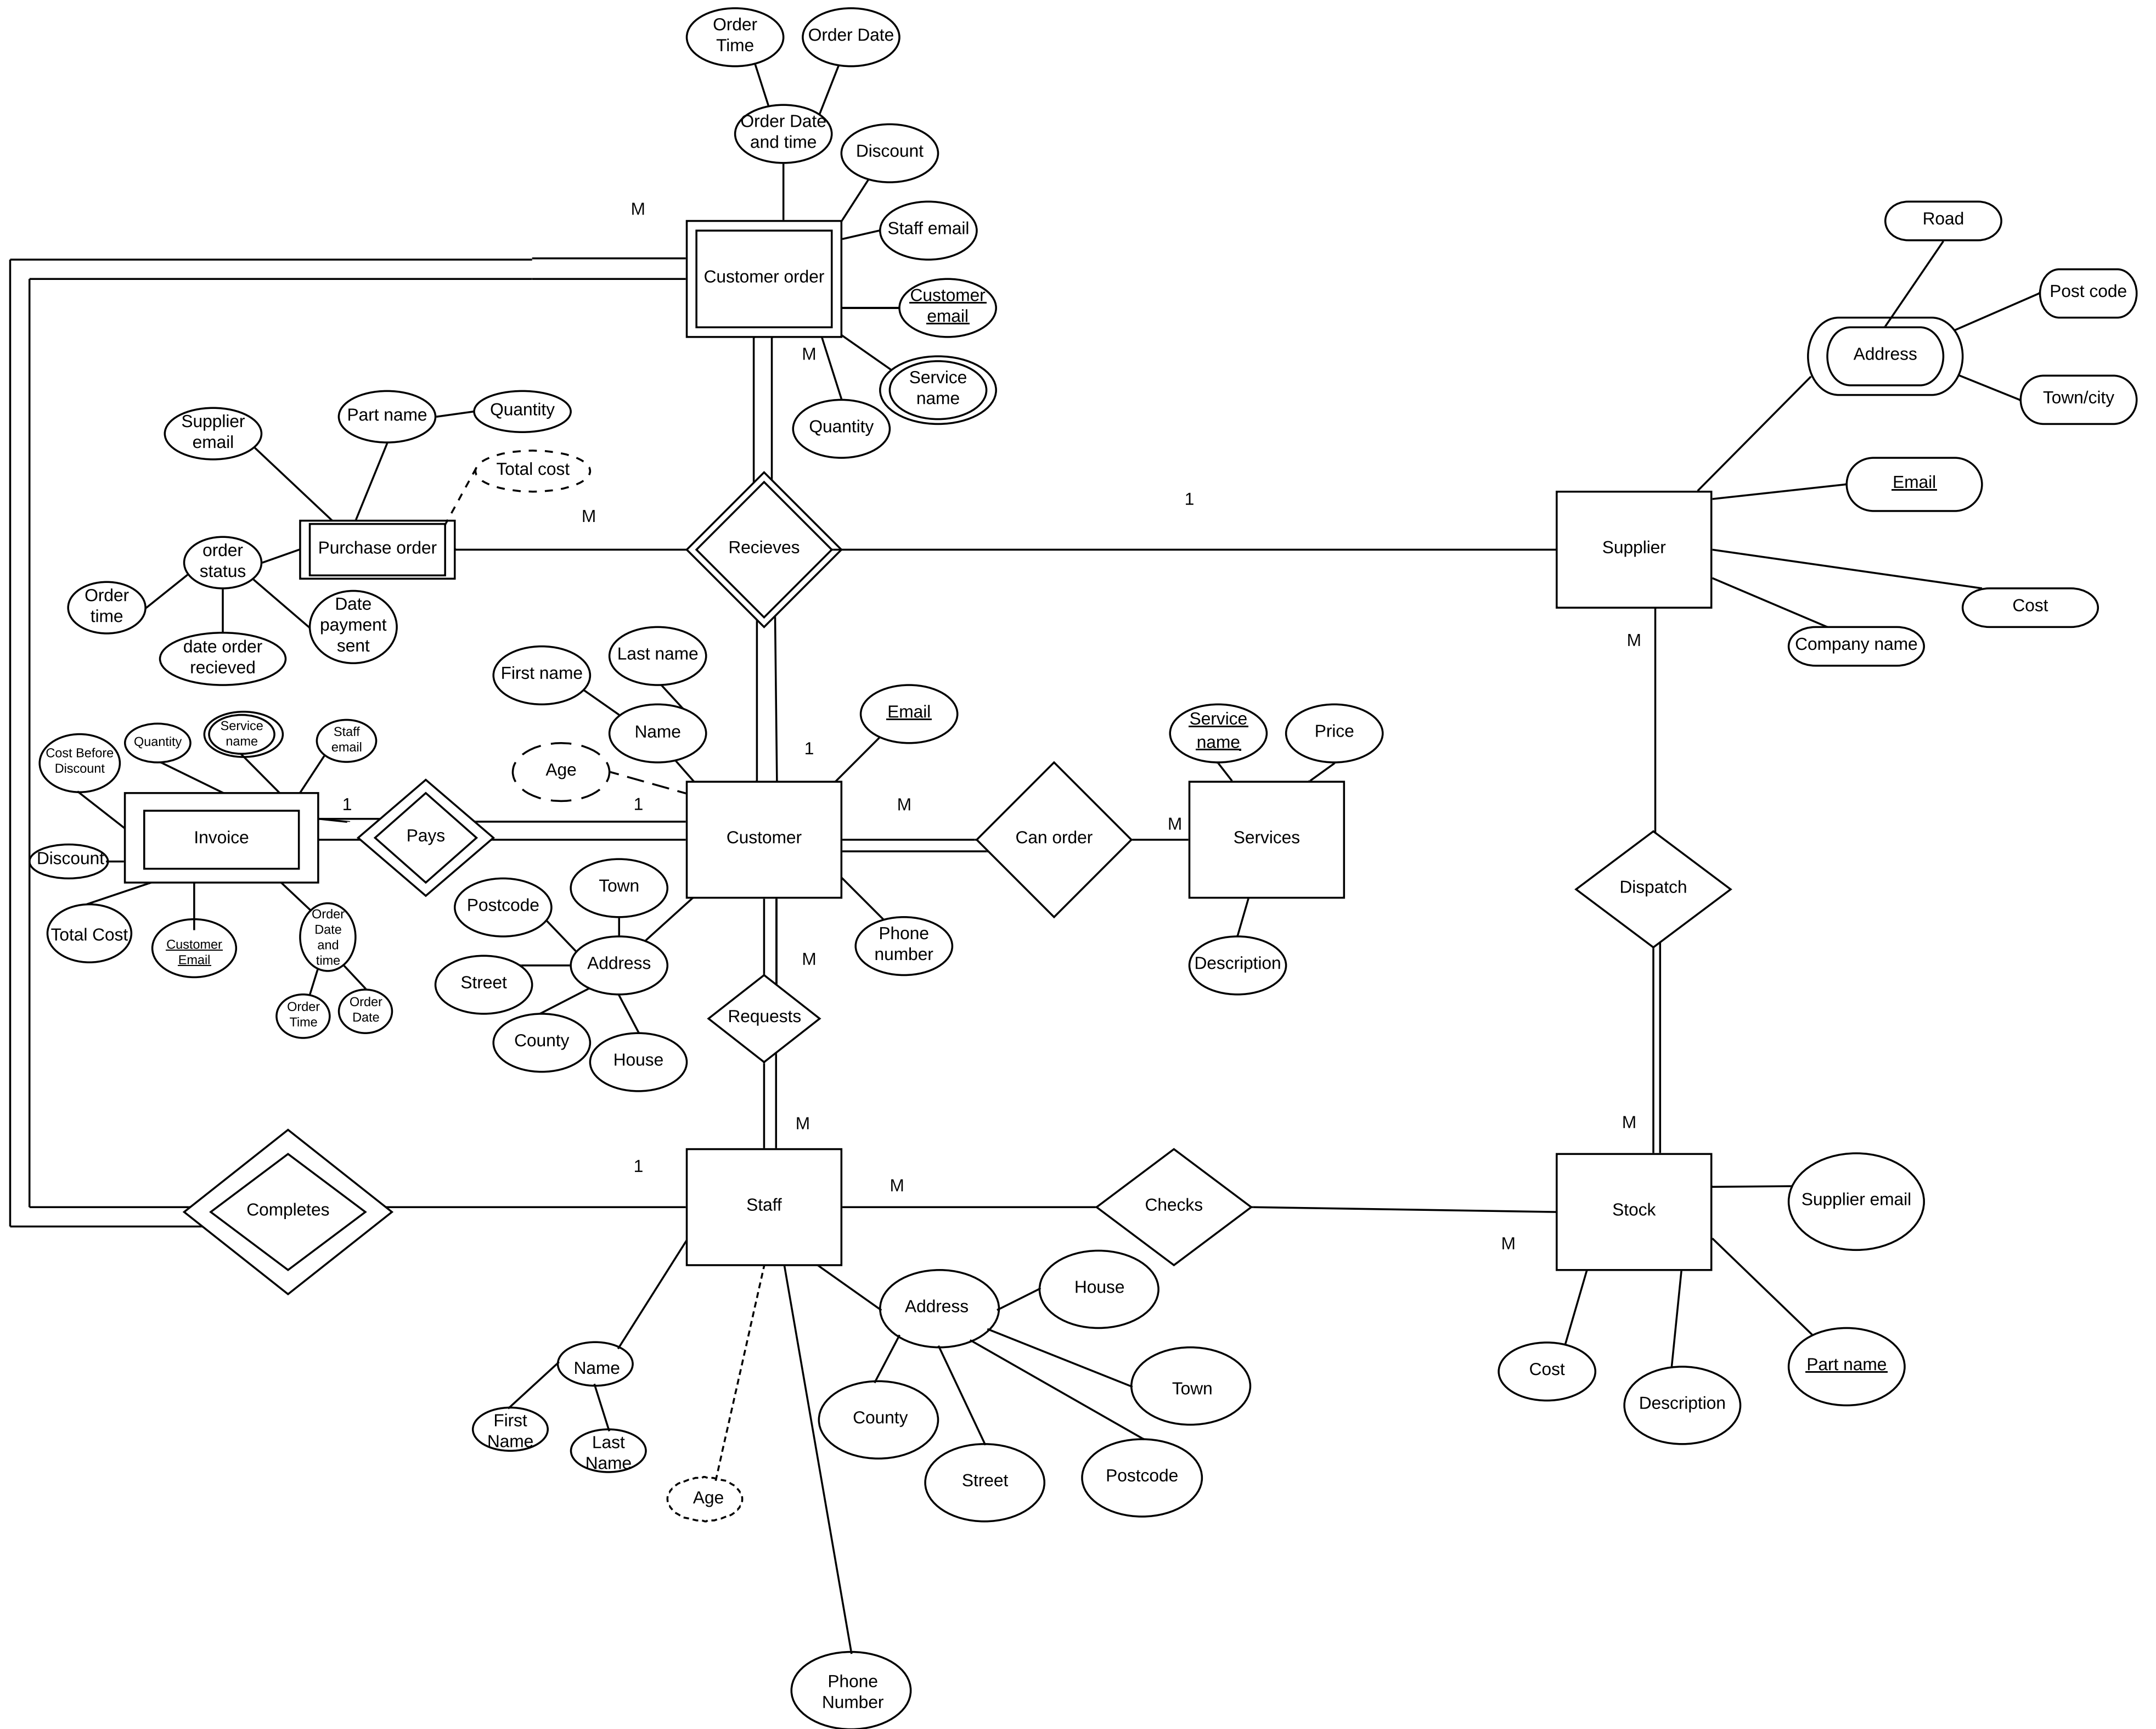 Order
Time
Order Date
Order Date
and time
Discount
M
Staff email
Road
Customer order
Customer
email
Post code
M
Address
Service
name
Town/city
Part name
Quantity
Supplier
email
Quantity
Total cost
Email
1
M
Purchase order
Recieves
Supplier
order
status
Order
time
Date
payment
sent
Cost
date order
recieved
Company name
M
Last name
First name
Email
Service
name
Price
Name
Service
name
Staff
email
Quantity
Cost Before
Discount
1
Age
1
1
M
M
Invoice
Pays
Customer
Can order
Services
Discount
Town
Dispatch
Postcode
Total Cost
Customer
Email
Order
Date
and
time
Phone
number
Address
Description
M
Street
Order
Time
Order
Date
Requests
County
House
M
M
1
M
Completes
Staff
Checks
Stock
Supplier email
M
House
Address
Name
Town
Cost
Part name
Description
First
Name
County
Last
Name
Street
Postcode
Age
Phone
Number